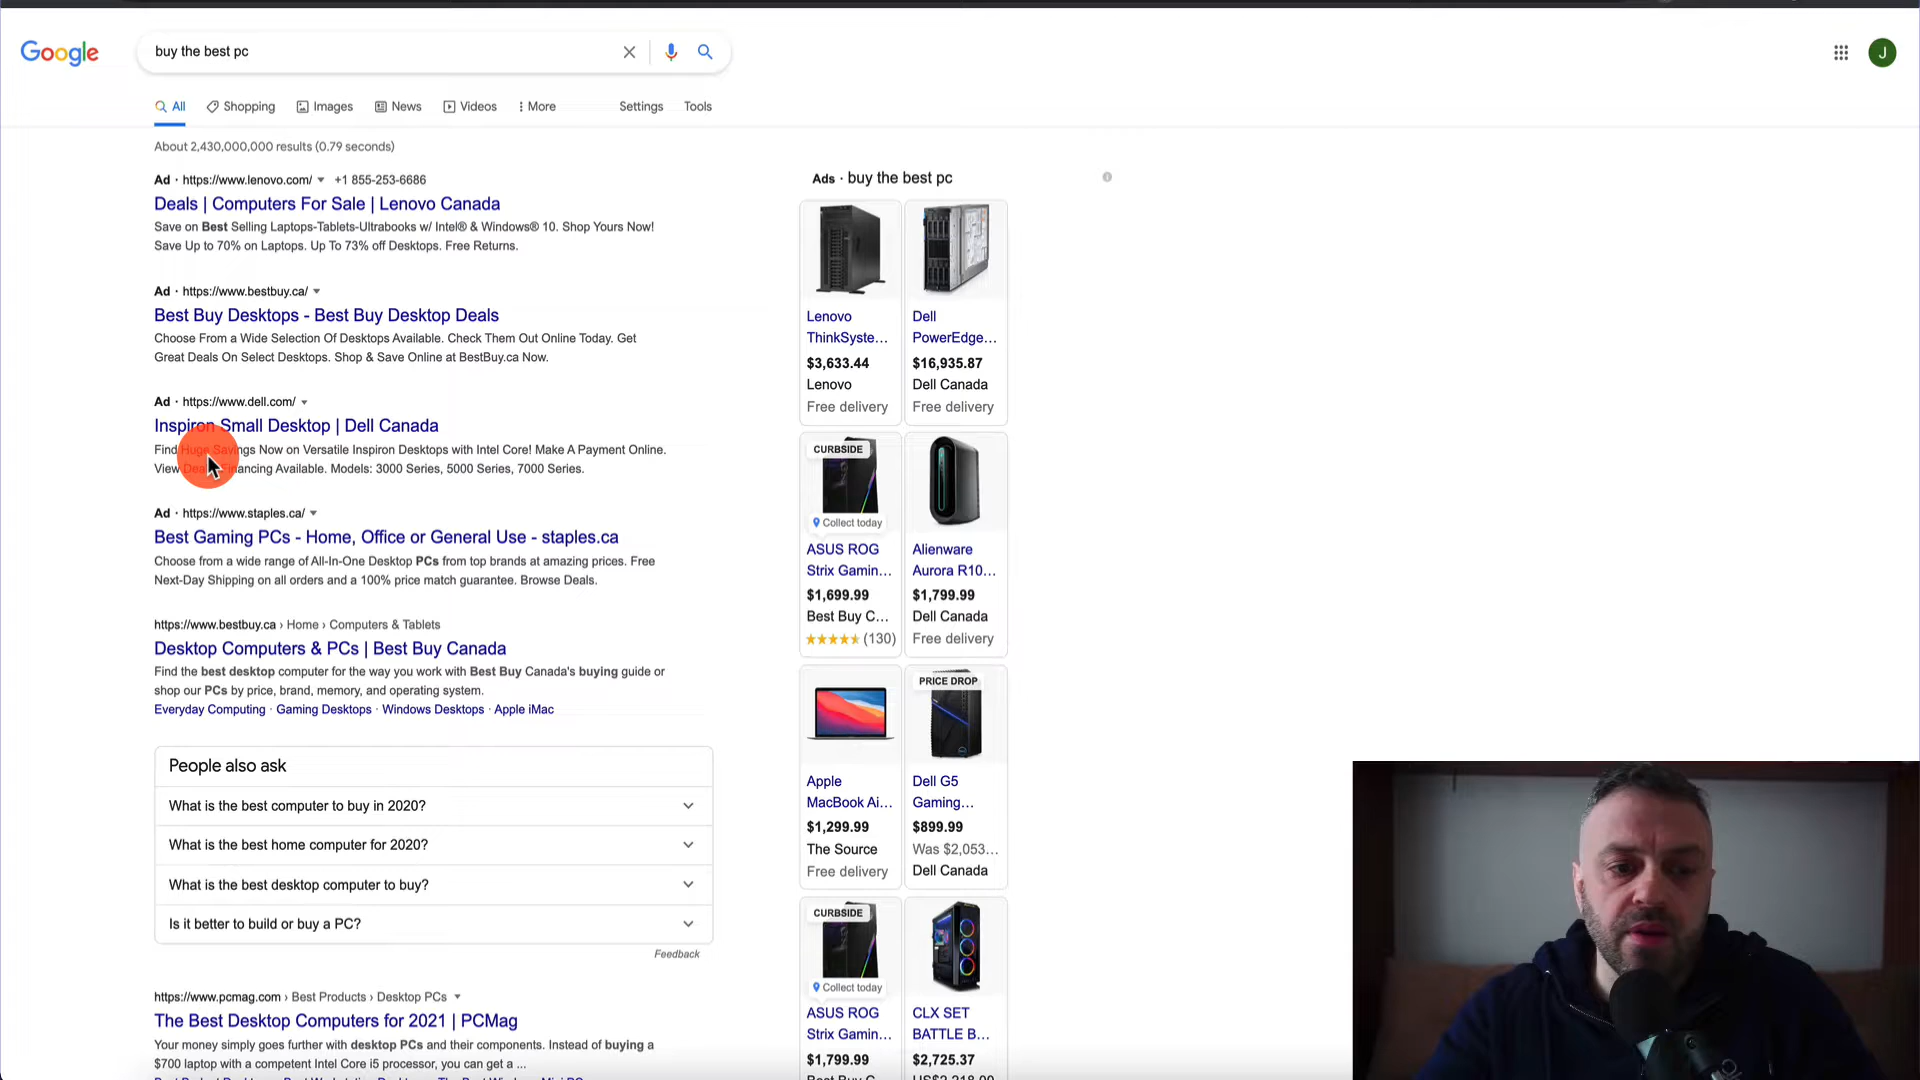 Google
buy the best pc
J
All
Shopping
Images
News
Videos
More
Settings
Tools
About 2,430,000,000 results (0.79 seconds)
Ad · https://www.lenovo.com/ +1 855-253-6686
Deals | Computers For Sale | Lenovo Canada
Save on Best Selling Laptops-Tablets-Ultrabooks w/ Intel® & Windows® 10. Shop Yours Now!
Save Up to 70% on Laptops. Up To 73% off Desktops. Free Returns.
Ad · https://www.bestbuy.ca/
Best Buy Desktops - Best Buy Desktop Deals
Choose From a Wide Selection Of Desktops Available. Check Them Out Online Today. Get
Great Deals On Select Desktops. Shop & Save Online at BestBuy.ca Now.
Ad · https://www.dell.com/
Inspiron Small Desktop | Dell Canada
Find Huge Savings Now on Versatile Inspiron Desktops with Intel Core! Make A Payment Online.
View Financing Available. Models: 3000 Series, 5000 Series, 7000 Series.
Ad · https://www.staples.ca/
Best Gaming PCs - Home, Office or General Use - staples.ca
Choose from a wide range of All-In-One Desktop PCs from top brands at amazing prices. Free
Next-Day Shipping on all orders and a 100% price match guarantee. Browse Deals.
https://www.bestbuy.ca › Home › Computers & Tablets
Desktop Computers & PCs | Best Buy Canada
Find the best desktop computer for the way you work with Best Buy Canada's buying guide or
shop our PCs by price, brand, memory, and operating system.
Everyday Computing · Gaming Desktops · Windows Desktops · Apple iMac
People also ask
What is the best computer to buy in 2020?
What is the best home computer for 2020?
What is the best desktop computer to buy?
Is it better to build or buy a PC?
Feedback
https://www.pcmag.com › Best Products › Desktop PCs
The Best Desktop Computers for 2021 | PCMag
Your money simply goes further with desktop PCs and their components. Instead of buying a
$700 laptop with a competent Intel Core i5 processor, you can get a ...
Ads · buy the best pc
Lenovo
ThinkSyste...
$3,633.44
Lenovo
Free delivery
Dell
PowerEdge...
$16,935.87
Dell Canada
Free delivery
CURBSIDE
Collect today
ASUS ROG
Strix Gamin...
$1,699.99
Best Buy C...
(130)
Alienware
Aurora R10...
$1,799.99
Dell Canada
Free delivery
Apple
MacBook Ai...
$1,299.99
The Source
Free delivery
PRICE DROP
Dell G5
Gaming...
$899.99
Was $2,053...
Dell Canada
CURBSIDE
Collect today
ASUS ROG
Strix Gamin...
$1,799.99
CLX SET
BATTLE B...
$2,725.37